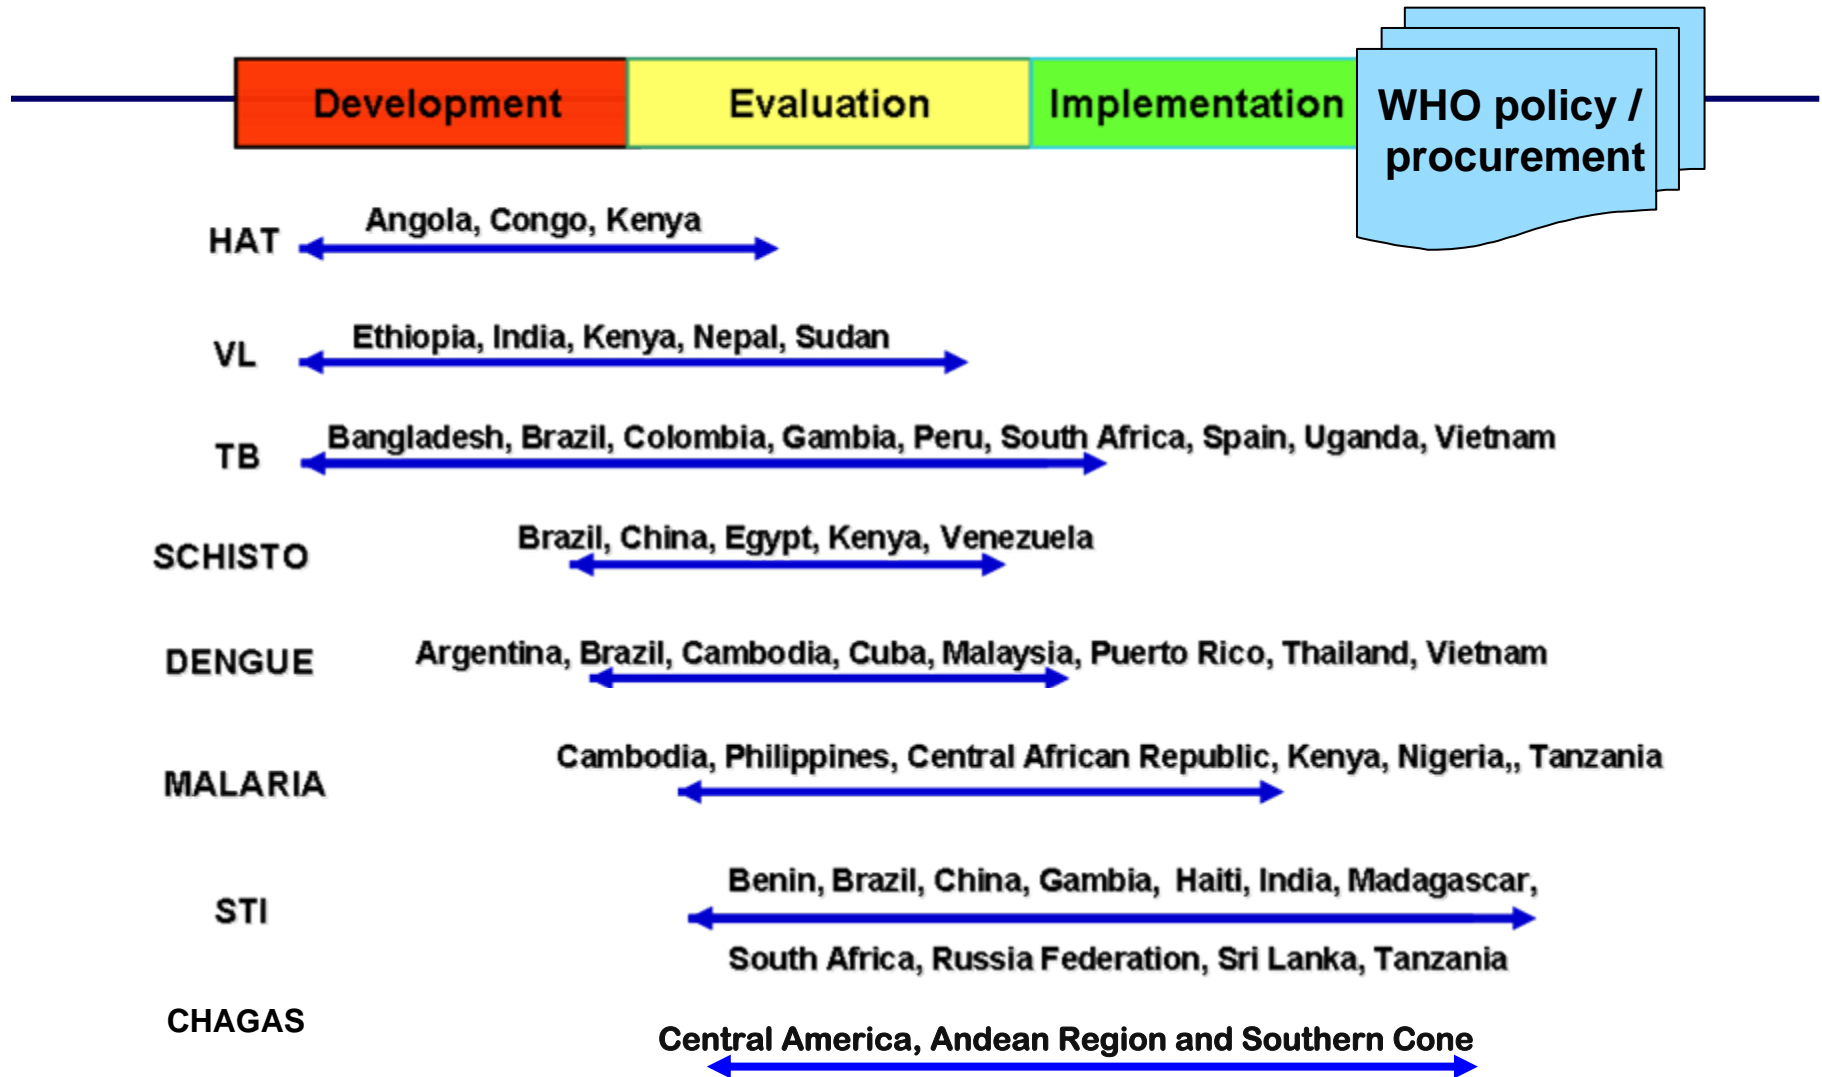 Development
Evaluation
Implementation
WHO policy /
procurement
HAT
Angola, Congo, Kenya
VL
Ethiopia, India, Kenya, Nepal, Sudan
TB
Bangladesh, Brazil, Colombia, Gambia, Peru, South Africa, Spain, Uganda, Vietnam
SCHISTO
Brazil, China, Egypt, Kenya, Venezuela
DENGUE
Argentina, Brazil, Cambodia, Cuba, Malaysia, Puerto Rico, Thailand, Vietnam
MALARIA
Cambodia, Philippines, Central African Republic, Kenya, Nigeria,, Tanzania
STI
Benin, Brazil, China, Gambia, Haiti, India, Madagascar,
South Africa, Russia Federation, Sri Lanka, Tanzania
CHAGAS
Central America, Andean Region and Southern Cone